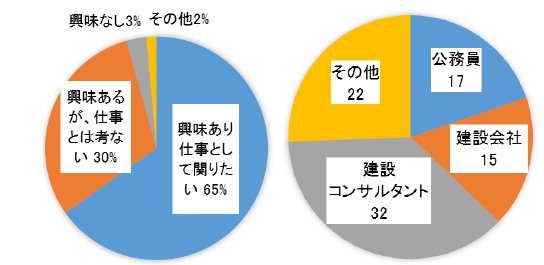 興味なし3%
その他2%
興味ある
が、仕事
とは考な
い 30%
興味あり
仕事とし
て関りた
い 65%
公務員
17
建設会社
15
建設
コンサルタント
32
その他
22